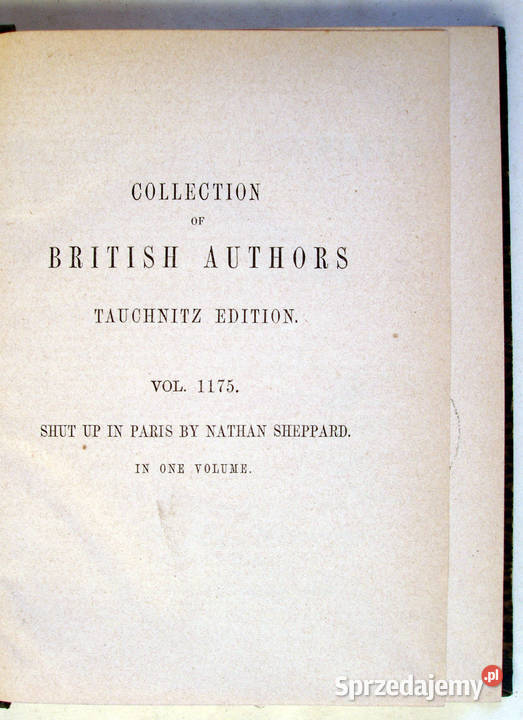 COLLECTION
OF
BRITISH AUTHORS
TAUCHNITZ EDITION.
VOL. 1175.
SHUT UP IN PARIS BY NATHAN SHEPPARD.
IN ONE VOLUME.
Sprzedajemy.pl